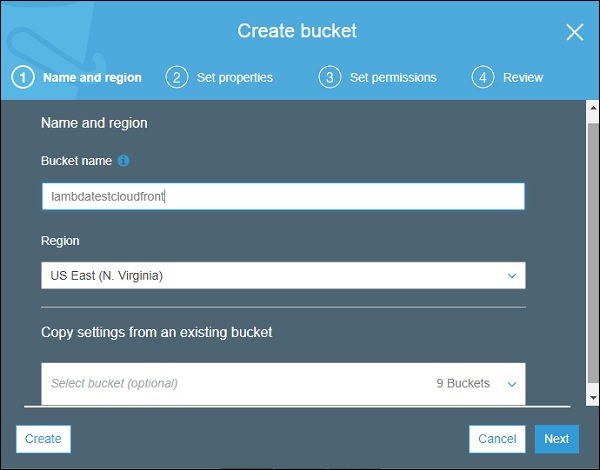 Create bucket
1 Name and region 2 Set properties 3 Set permissions 4 Review
Name and region
Bucket name
lambdatestcloudfront
Region
US East (N. Virginia)
Copy settings from an existing bucket
Select bucket (optional) 9 Buckets
Create Cancel Next